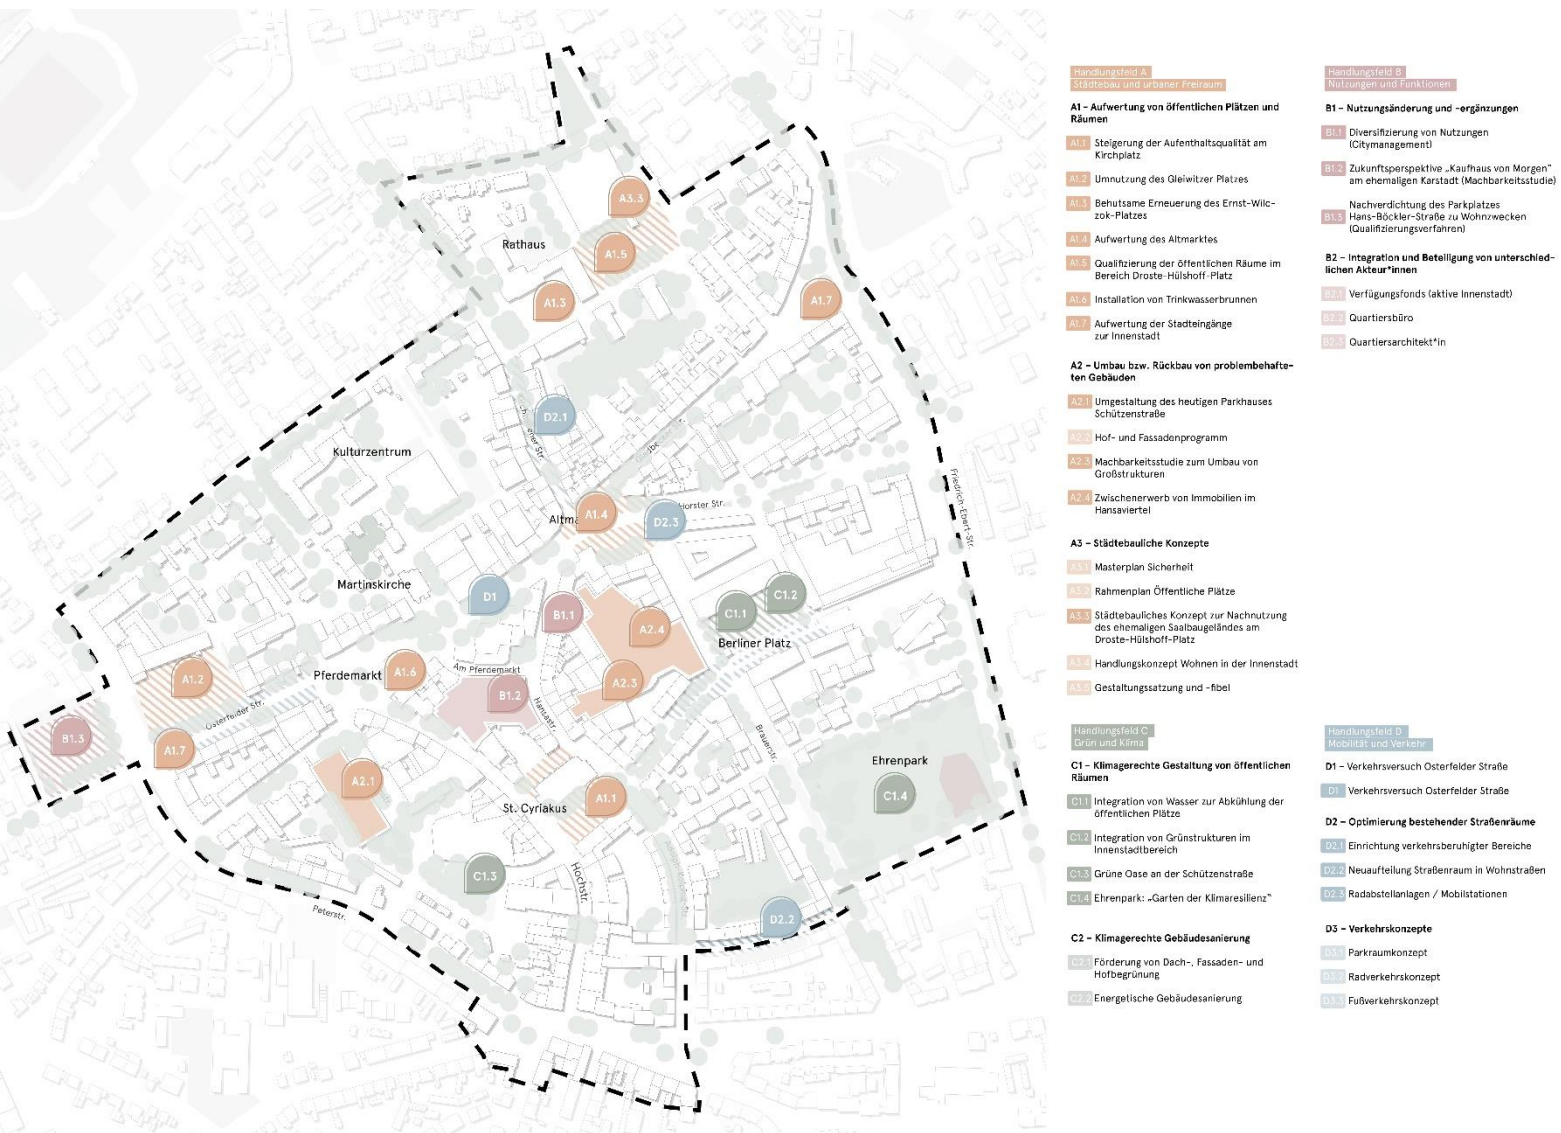 A3.3
Rathaus
A1.5
A1.3
A1.7
D2.1
Kulturzentrum
Friedrich-Ebert-Str.
A1.4
D2.3
Horster Str.
Martinskirche
D1
B1.1
C1.1
C1.2
A2.4
Berliner Platz
Pferdemarkt
A1.6
Am Pferdemarkt
A1.2
B1.2
A2.3
Hansastr.
Osterfelder Str.
B1.3
A1.7
Brauerstr.
Ehrenpark
A2.1
C1.4
St. Cyriakus
A1.1
C1.3
Hochstr.
Peterstr.
D2.2
Handlungsfeld A
Städtebau und urbaner Freiraum
A1 – Aufwertung von öffentlichen Plätzen und
Räumen
A1.1 Steigerung der Aufenthaltsqualität am
Kirchplatz
A1.2 Umnutzung des Gleiwitzer Platzes
A1.3 Behutsame Erneuerung des Ernst-Wilc-
zok-Platzes
A1.4 Aufwertung des Altmarktes
A1.5 Qualifizierung der öffentlichen Räume im
Bereich Droste-Hülshoff-Platz
A1.6 Installation von Trinkwasserbrunnen
A1.7 Aufwertung der Stadteingänge
zur Innenstadt
A2 – Umbau bzw. Rückbau von problembehafte-
ten Gebäuden
A2.1 Umgestaltung des heutigen Parkhauses
Schützenstraße
A2.2 Hof- und Fassadenprogramm
A2.3 Machbarkeitsstudie zum Umbau von
Großstrukturen
A2.4 Zwischenerwerb von Immobilien im
Hansaviertel
A3 – Städtebauliche Konzepte
A3.1 Masterplan Sicherheit
A3.2 Rahmenplan Öffentliche Plätze
A3.3 Städtebauliches Konzept zur Nachnutzung
des ehemaligen Saalbaugeländes am
Droste-Hülshoff-Platz
A3.4 Handlungskonzept Wohnen in der Innenstadt
A3.5 Gestaltungssatzung und -fibel
Handlungsfeld B
Nutzungen und Funktionen
B1 – Nutzungsänderung und -ergänzungen
B1.1 Diversifizierung von Nutzungen
(Citymanagement)
B1.2 Zukunftsperspektive „Kaufhaus von Morgen"
am ehemaligen Karstadt (Machbarkeitsstudie)
Nachverdichtung des Parkplatzes
B1.3 Hans-Böckler-Straße zu Wohnzwecken
(Qualifizierungsverfahren)
B2 – Integration und Beteiligung von unterschied-
lichen Akteur*innen
B2.1 Verfügungsfonds (aktive Innenstadt)
B2.2 Quartiersbüro
B2.3 Quartiersarchitekt*in
Handlungsfeld C
Grün und Klima
C1 – Klimagerechte Gestaltung von öffentlichen
Räumen
C1.1 Integration von Wasser zur Abkühlung der
öffentlichen Plätze
C1.2 Integration von Grünstrukturen im
Innenstadtbereich
C1.3 Grüne Oase an der Schützenstraße
C1.4 Ehrenpark: „Garten der Klimaresilienz"
C2 – Klimagerechte Gebäudesanierung
C2.1 Förderung von Dach-, Fassaden- und
Hofbegrünung
C2.2 Energetische Gebäudesanierung
Handlungsfeld D
Mobilität und Verkehr
D1 – Verkehrsversuch Osterfelder Straße
D1 Verkehrsversuch Osterfelder Straße
D2 – Optimierung bestehender Straßenräume
D2.1 Einrichtung verkehrsberuhigter Bereiche
D2.2 Neuaufteilung Straßenraum in Wohnstraßen
D2.3 Radabstellanlagen / Mobilstationen
D3 – Verkehrskonzepte
D3.1 Parkraumkonzept
D3.2 Radverkehrskonzept
D3.3 Fußverkehrskonzept